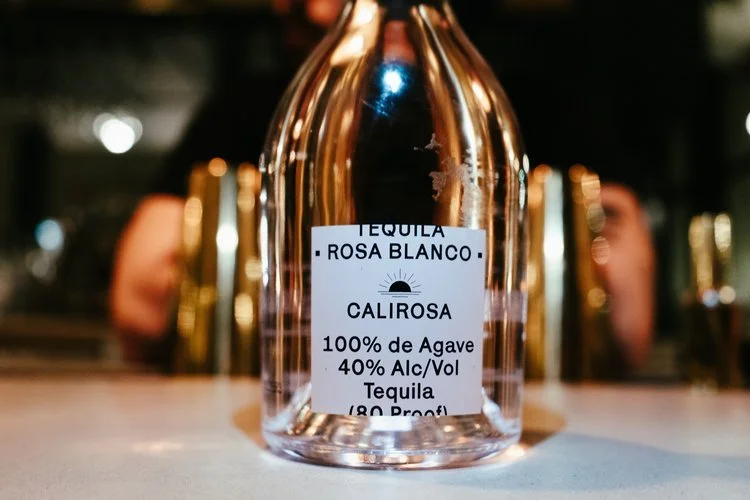 TEQUILA
· ROSA BLANCO ·
CALIROSA
100% de Agave
40% Alc/Vol
Tequila
(80 Proof)